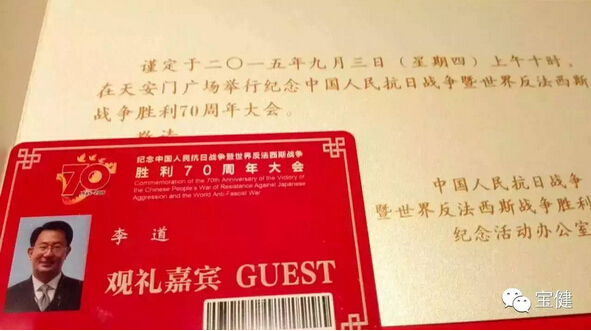 谨定于二〇一五年九月三日（星期四）上午十时，
在天安门广场举行纪念中国人民抗日战争暨世界反法西斯
战争胜利70周年大会。
敬请
中国人民抗日战争
暨世界反法西斯战争胜利
纪念活动办公室
70
纪念中国人民抗日战争暨世界反法西斯战争
胜利70周年大会
Commemoration of the 70th Anniversary of the Victory of
the Chinese People's War of Resistance Against Japanese
Aggression and the World Anti-Fascist War
李道
观礼嘉宾 GUEST
宝健